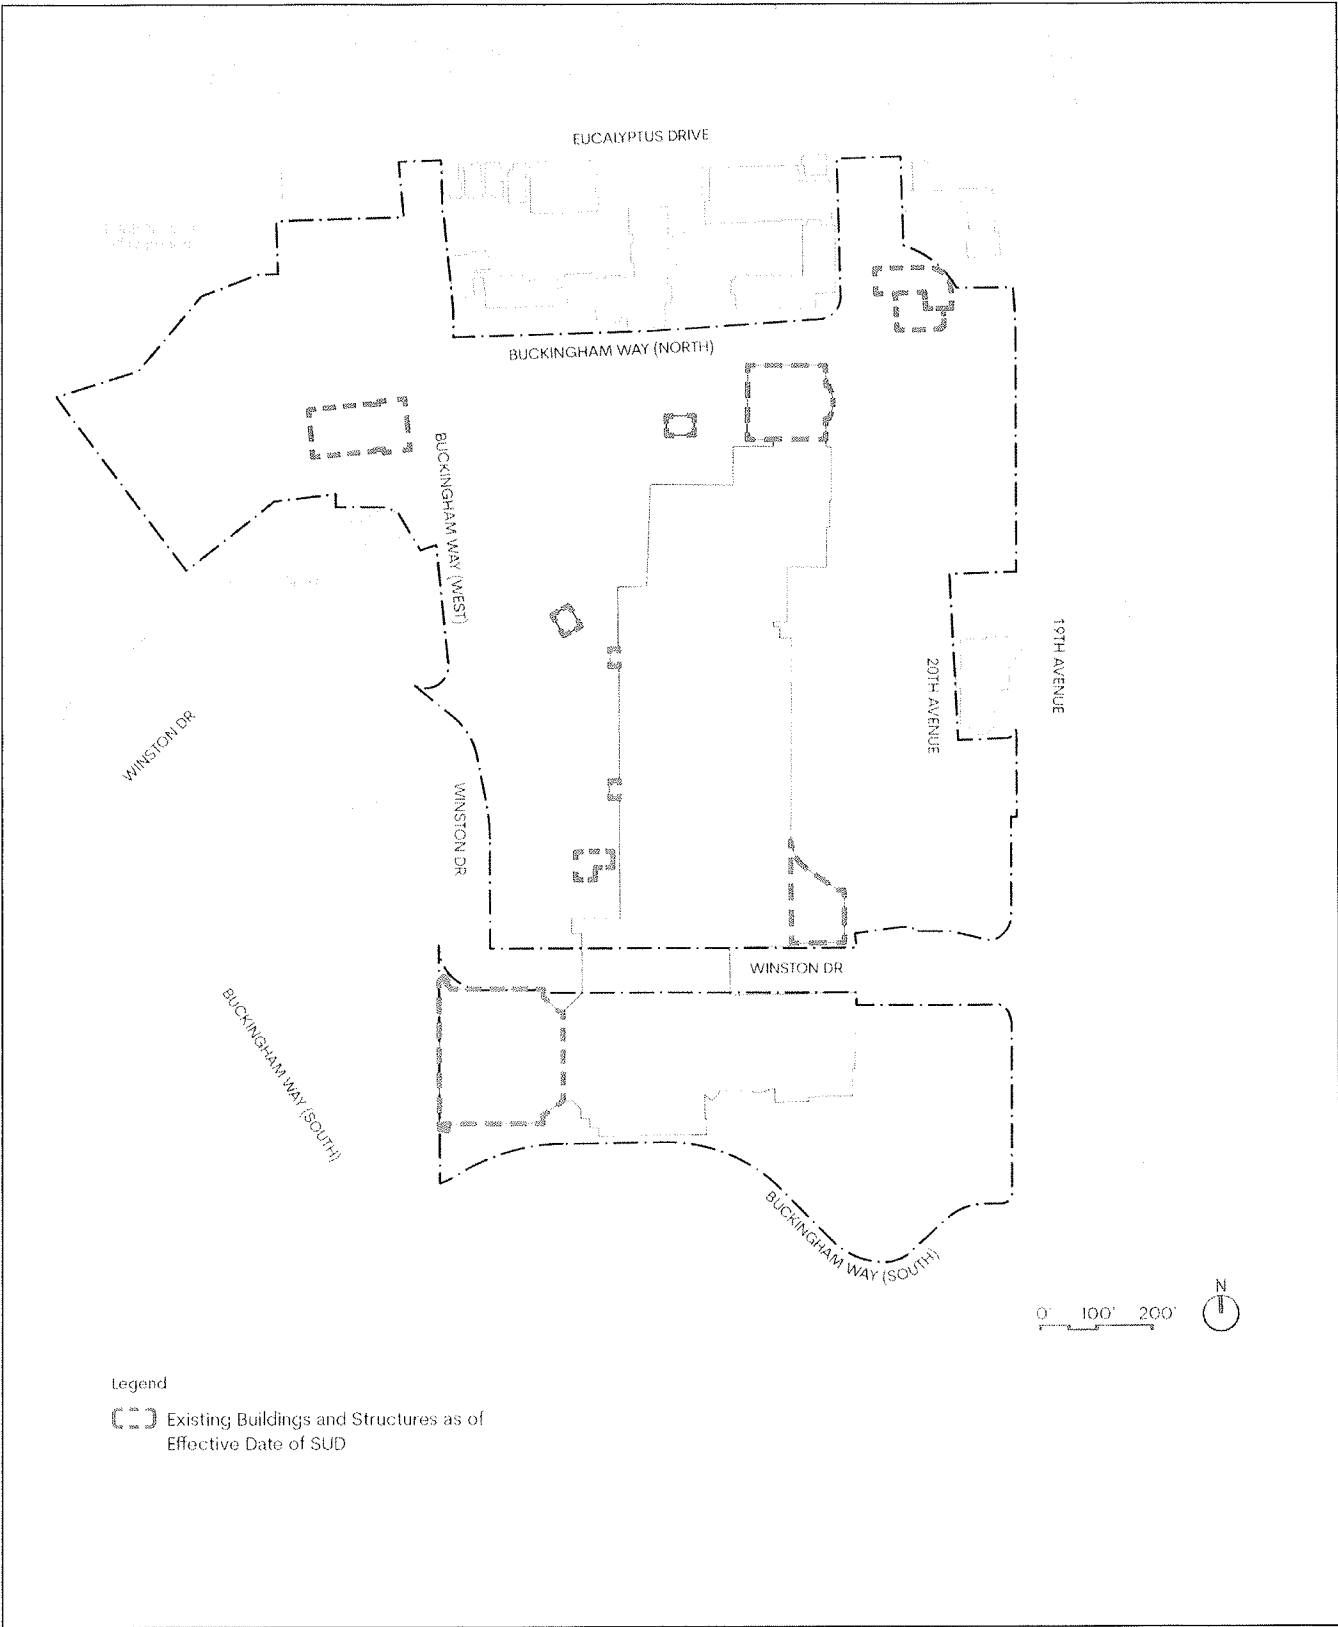 EUCALYPTUS DRIVE
BUCKINGHAM WAY (NORTH)
BUCKINGHAM WAY (WEST)
19TH AVENUE
20TH AVENUE
WINSTON DR
WINSTON DR
WINSTON DR
BUCKINGHAM WAY (SOUTH)
BUCKINGHAM WAY (SOUTH)
N
0' 100' 200'
Legend
Existing Buildings and Structures as of
Effective Date of SUD